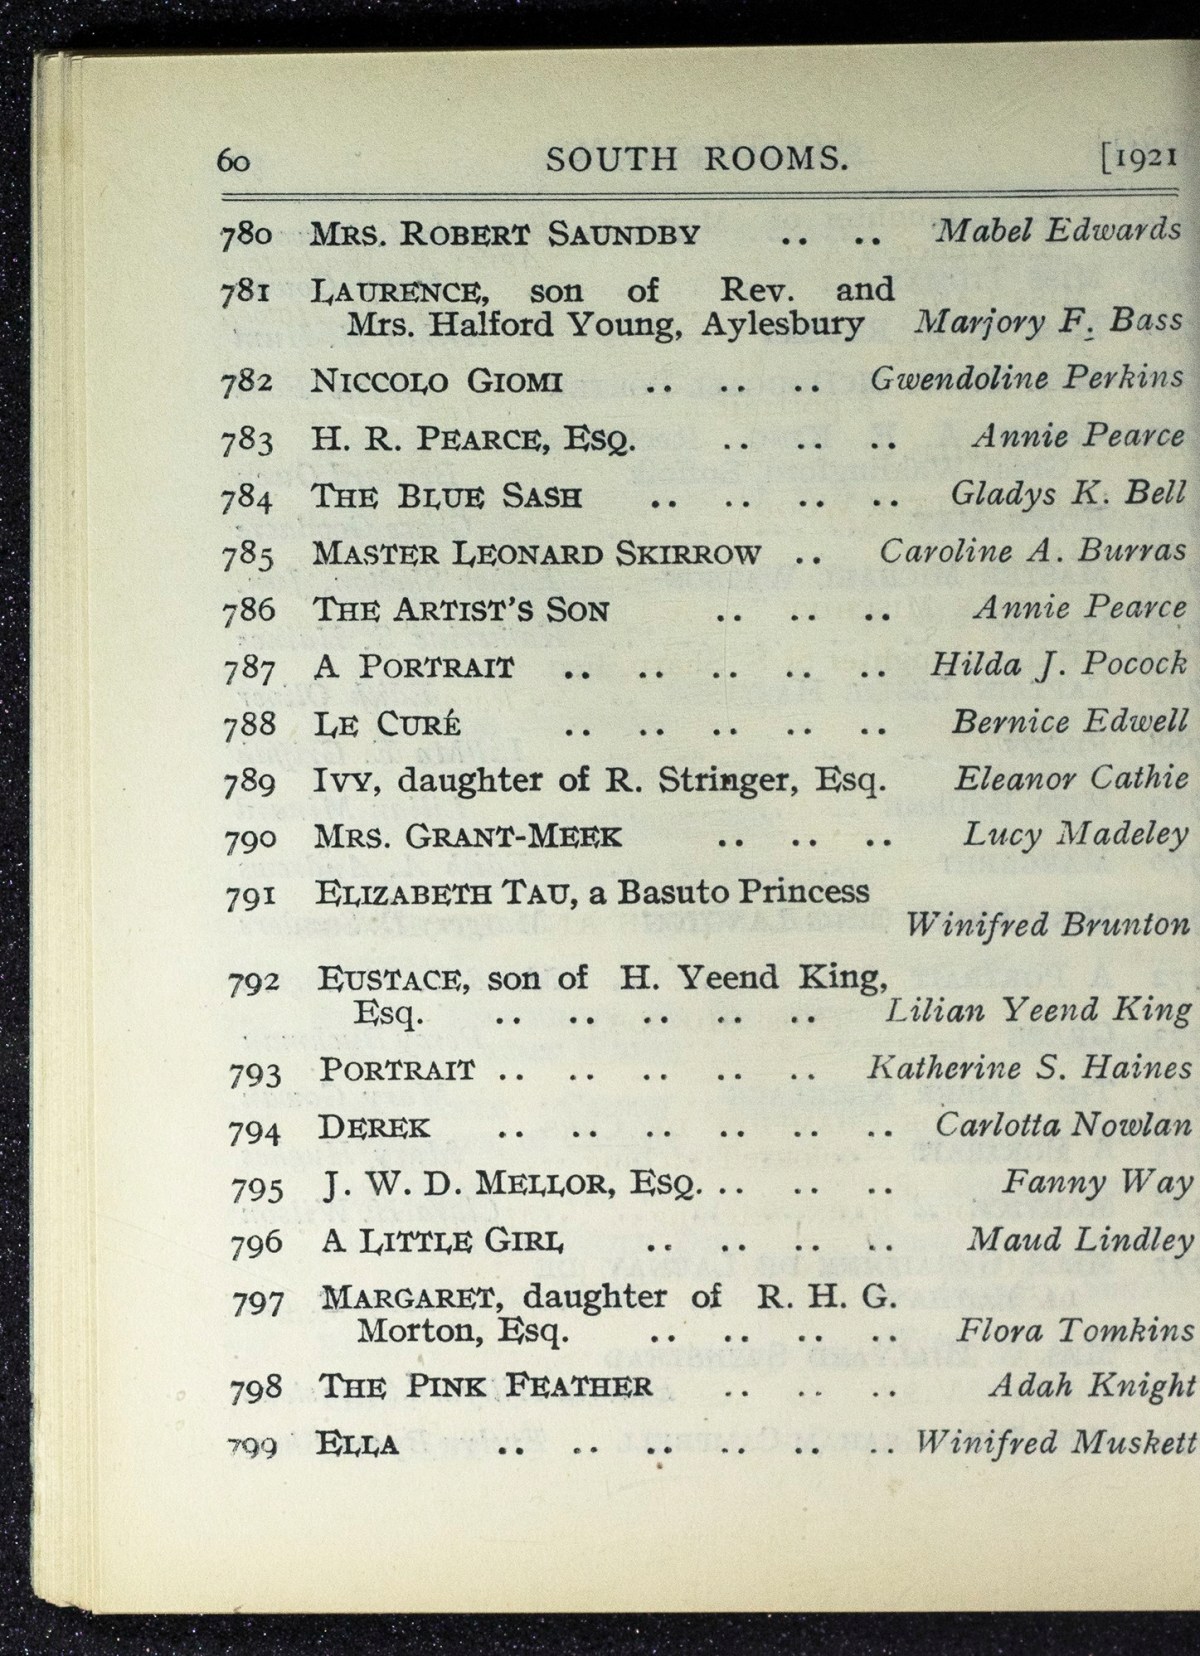 60 SOUTH ROOMS. [1921
780 MRS. ROBERT SAUNDBY .. .. Mabel Edwards
781 LAURENCE, son of Rev. and
Mrs. Halford Young, Aylesbury Marjory F. Bass
782 NICCOLO GIOMI .. .. .. Gwendoline Perkins
783 H. R. PEARCE, ESQ. .. .. .. Annie Pearce
784 THE BLUE SASH .. .. .. .. Gladys K. Bell
785 MASTER LEONARD SKIRROW .. Caroline A. Burras
786 THE ARTIST'S SON .. .. .. Annie Pearce
787 A PORTRAIT .. .. .. .. .. Hilda J. Pocock
788 LE CURÉ .. .. .. .. .. Bernice Edwell
789 IVY, daughter of R. Stringer, Esq. Eleanor Cathie
790 MRS. GRANT-MEEK .. .. .. Lucy Madeley
791 ELIZABETH TAU, a Basuto Princess
Winifred Brunton
792 EUSTACE, son of H. Yeend King,
Esq. .. .. .. .. .. Lilian Yeend King
793 PORTRAIT .. .. .. .. .. Katherine S. Haines
794 DEREK .. .. .. .. .. .. Carlotta Nowlan
795 J. W. D. MELLOR, ESQ. .. .. .. Fanny Way
796 A LITTLE GIRL .. .. .. .. Maud Lindley
797 MARGARET, daughter of R. H. G.
Morton, Esq. .. .. .. .. Flora Tomkins
798 THE PINK FEATHER .. .. .. Adah Knight
799 ELLA .. .. .. .. .. .. Winifred Muskett